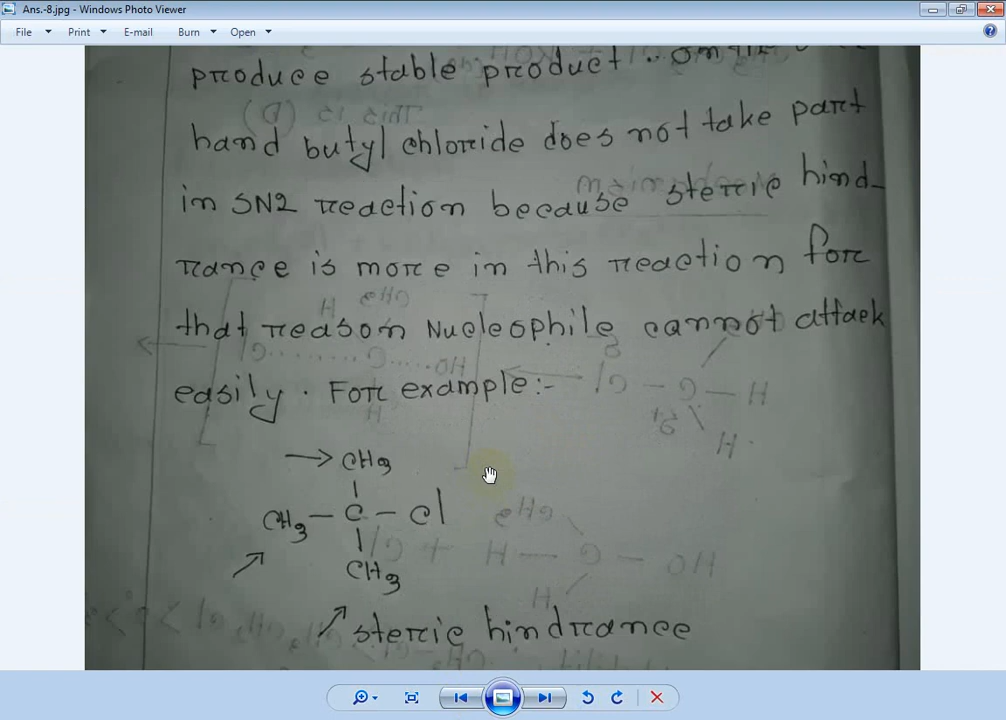 Ans.-8.jpg - Windows Photo Viewer
File Print E-mail Burn Open
produce stable product. on the
hand butyl chloride does not take part
in SN2 reaction because steric hind-
rance is more in this reaction for
that reason Nucleophile cannot attack
easily. For example:-
→ CH3
CH3 — C — Cl
CH3
steric hindrance